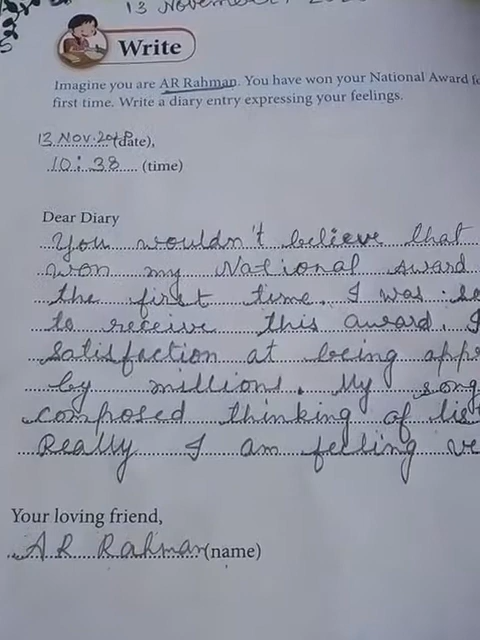 13 November
Write
Imagine you are AR Rahman. You have won your National Award
first time. Write a diary entry expressing your feelings.
13 Nov. (date),
10:38 (time)
Dear Diary
You wouldn't believe that
won my National Award
the first time. I was
to receive this award. I
satisfaction at being
by millions. My song
composed thinking of
Really I am feeling
Your loving friend,
AR Rahman (name)